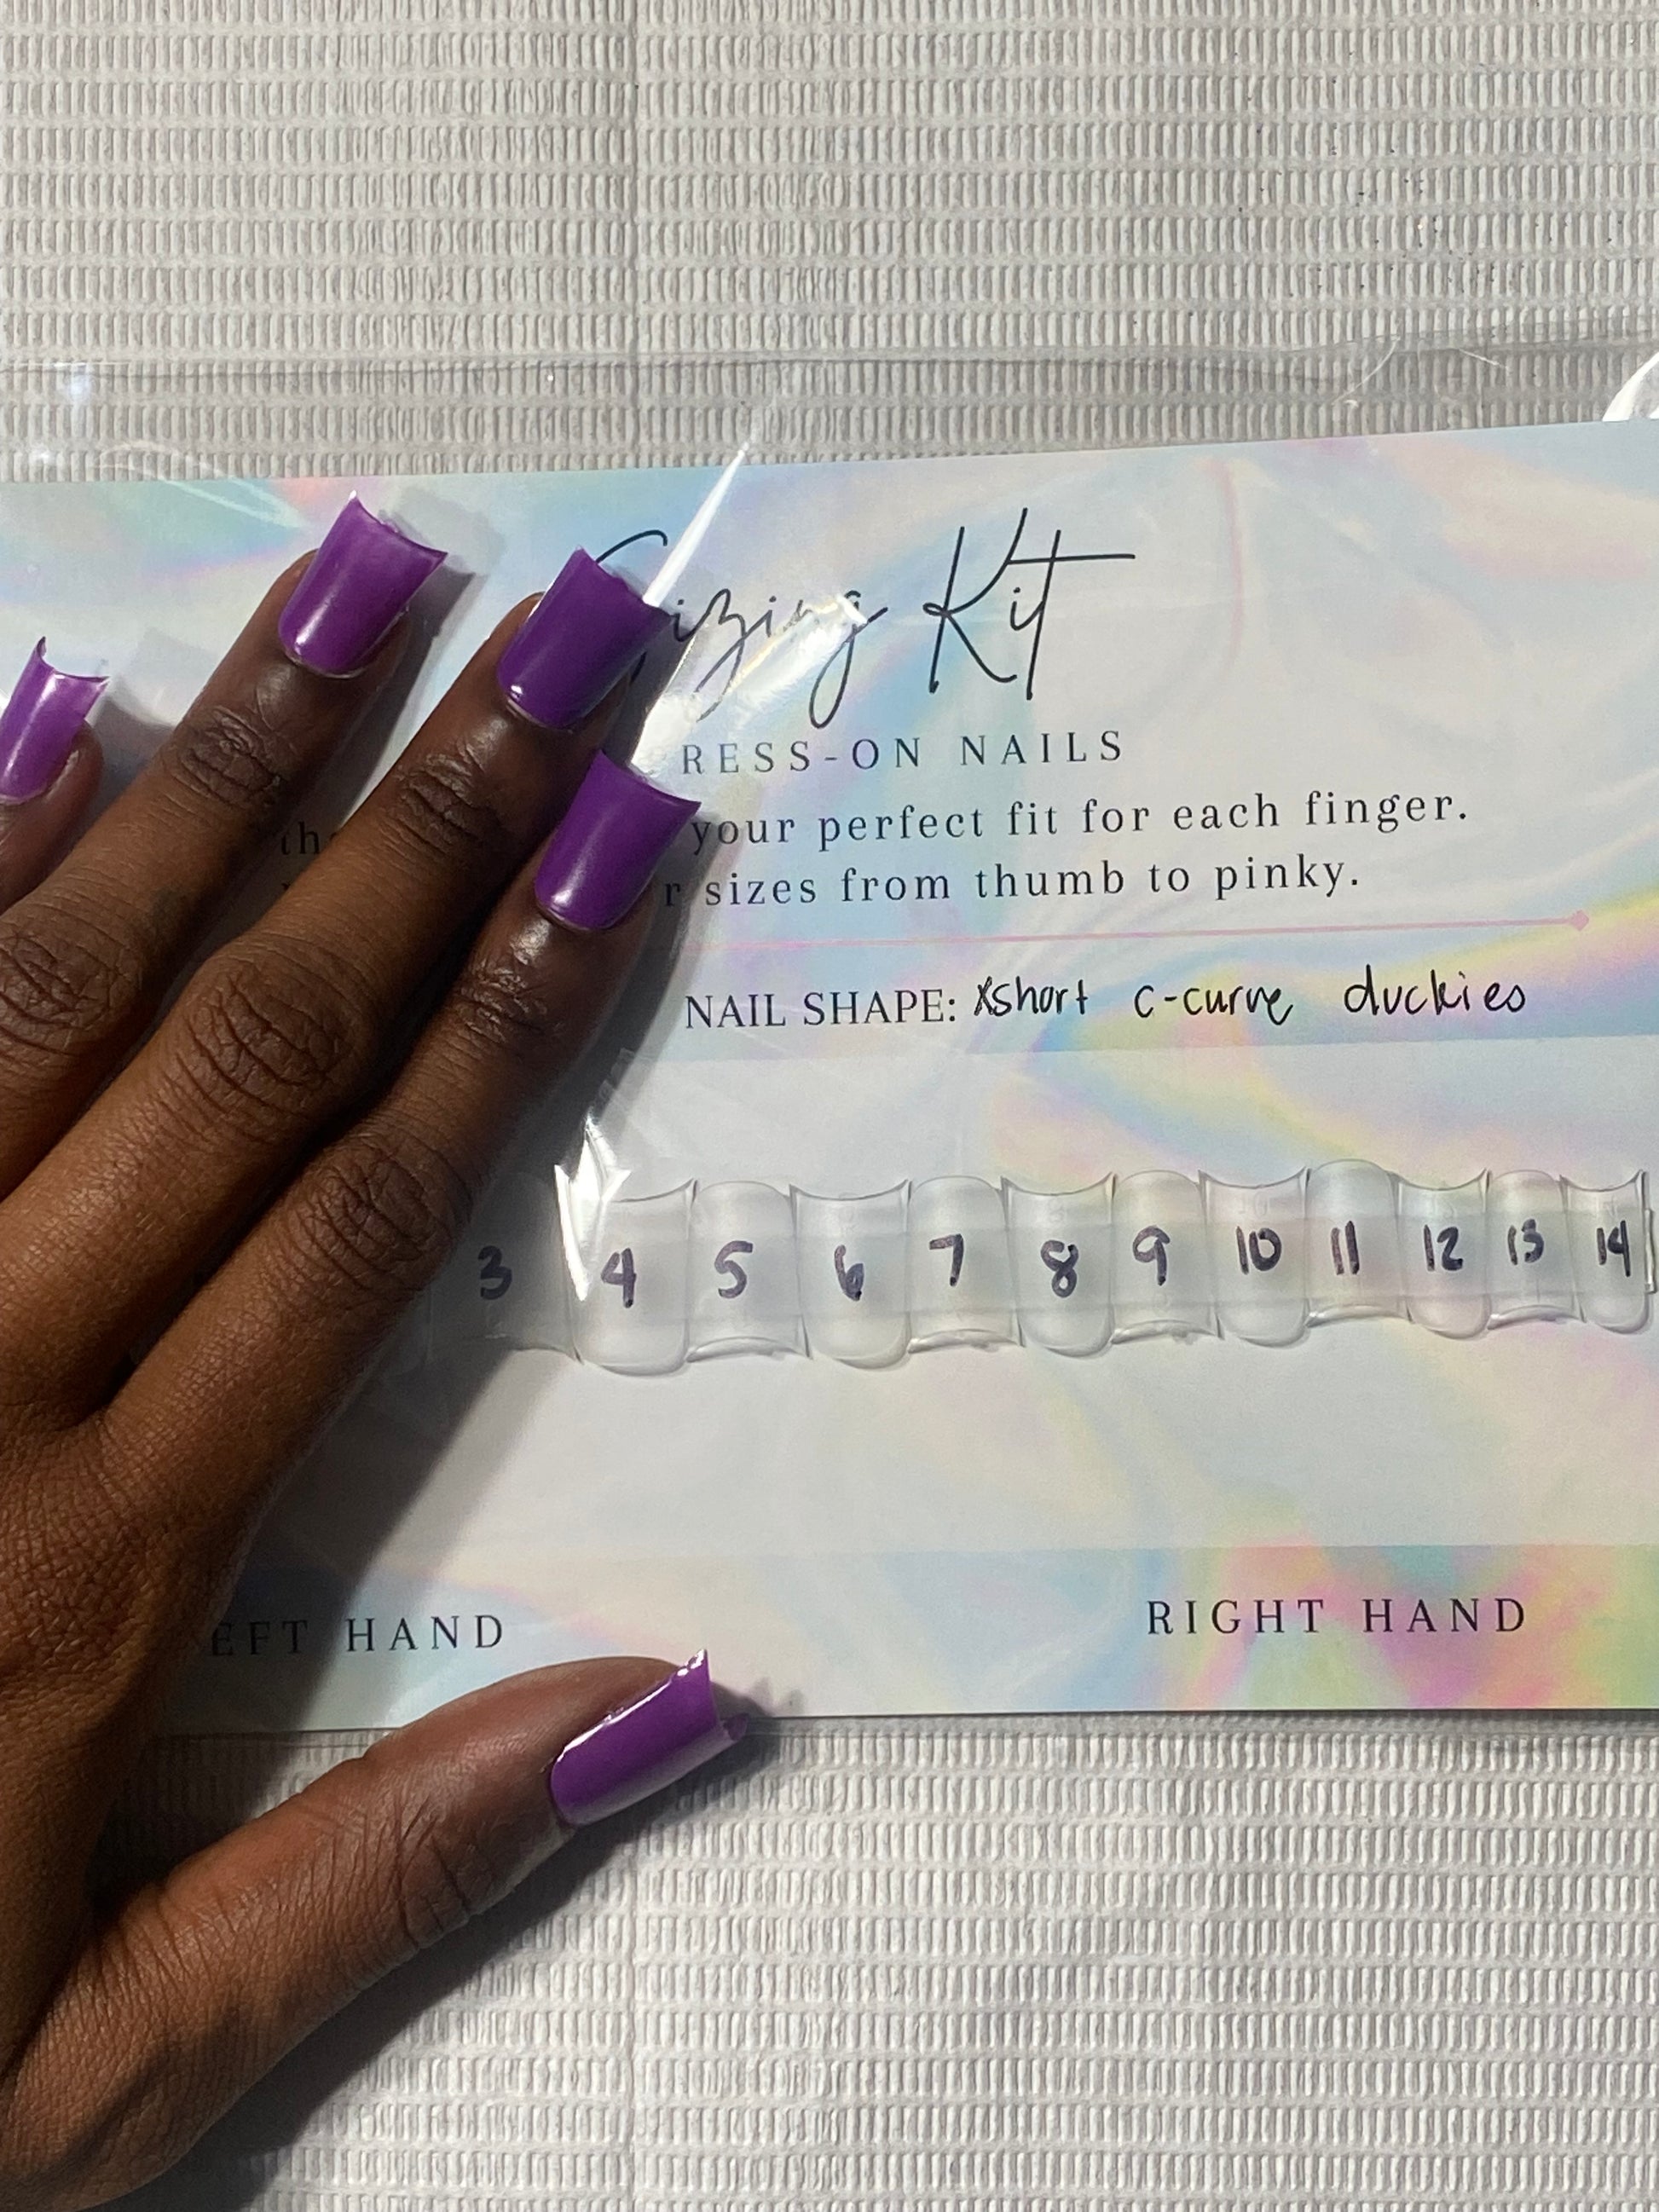 Sizing Kit
RESS-ON NAILS
your perfect fit for each finger.
sizes from thumb to pinky.
NAIL SHAPE: xshort c-curve duckies
3 4 5 6 7 8 9 10 11 12 13 14
EFT HAND RIGHT HAND